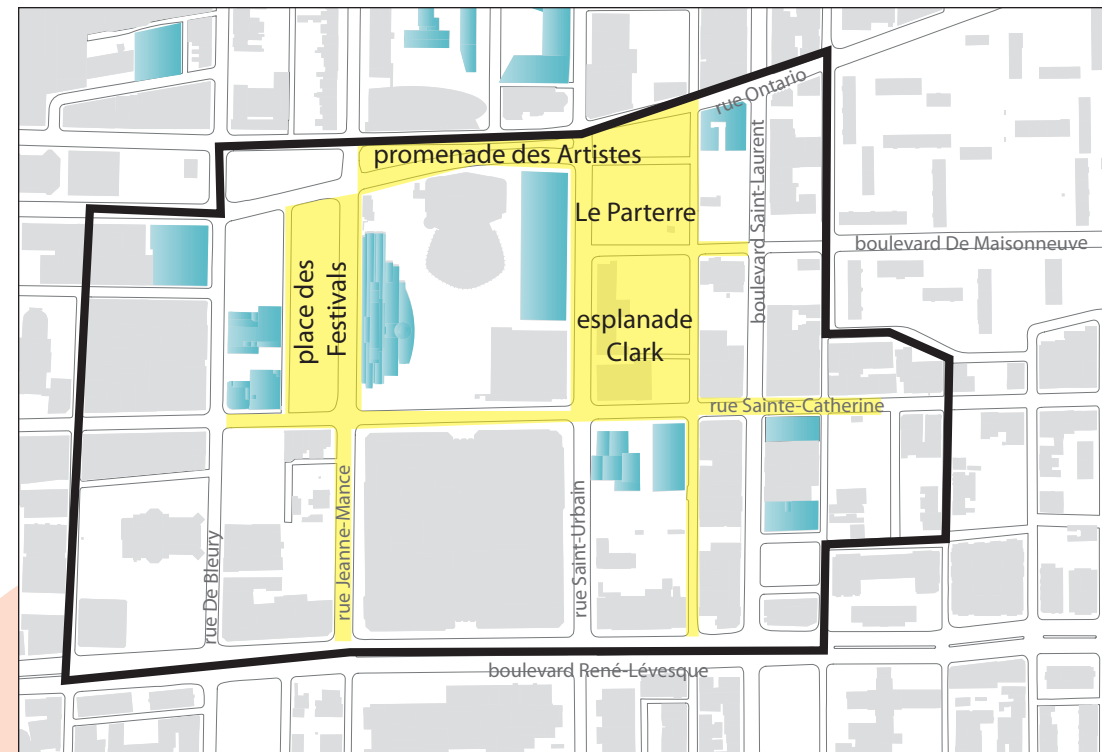 rue Ontario
promenade des Artistes
Le Parterre
boulevard Saint-Laurent
boulevard De Maisonneuve
place des
Festivals
esplanade
Clark
rue Sainte-Catherine
rue De Bleury
rue Jeanne-Mance
rue Saint-Urbain
boulevard René-Lévesque